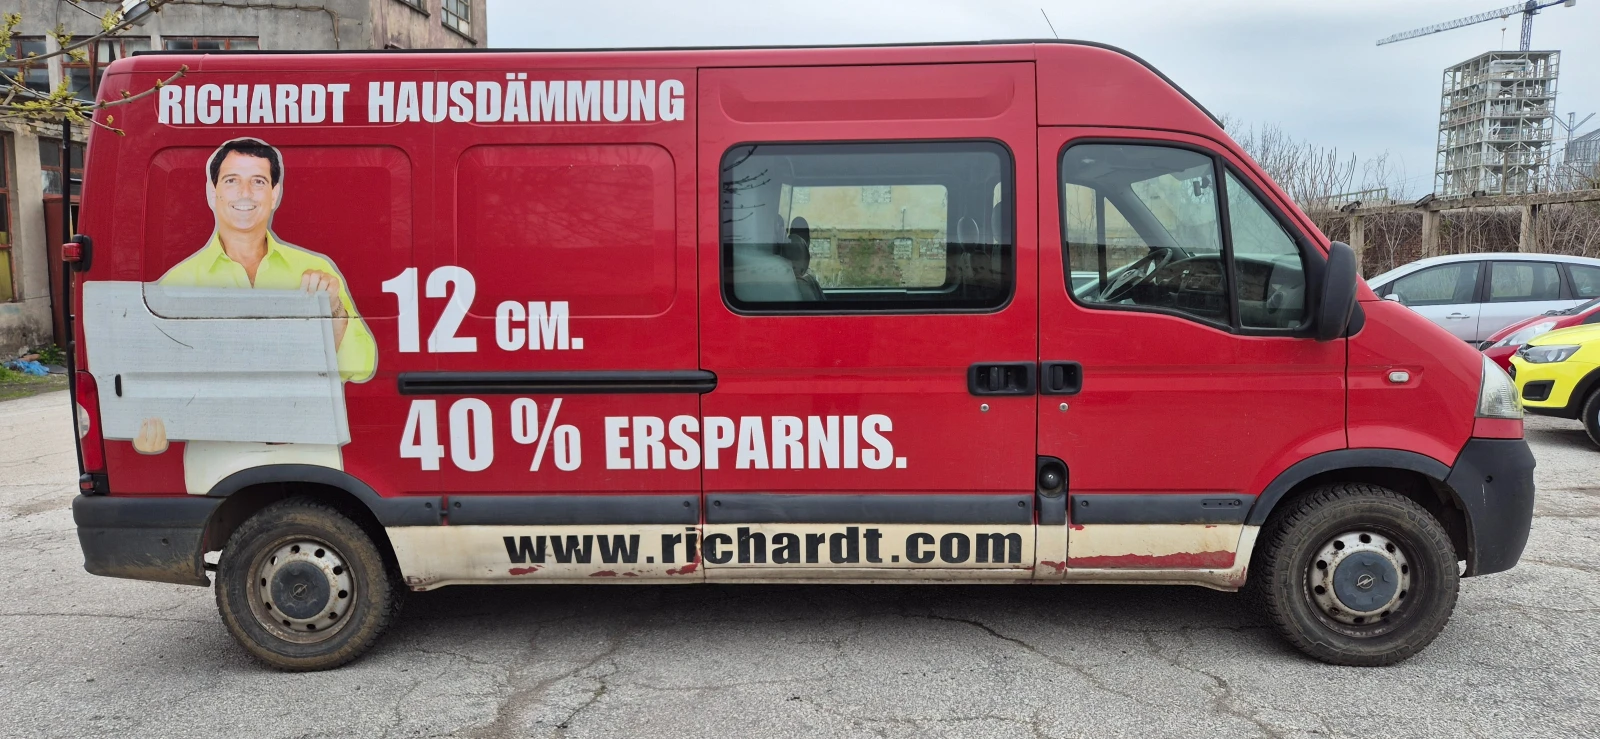 RICHARDT HAUSDÄMMUNG
12 CM.
40 % ERSPARNIS.
www.richardt.com